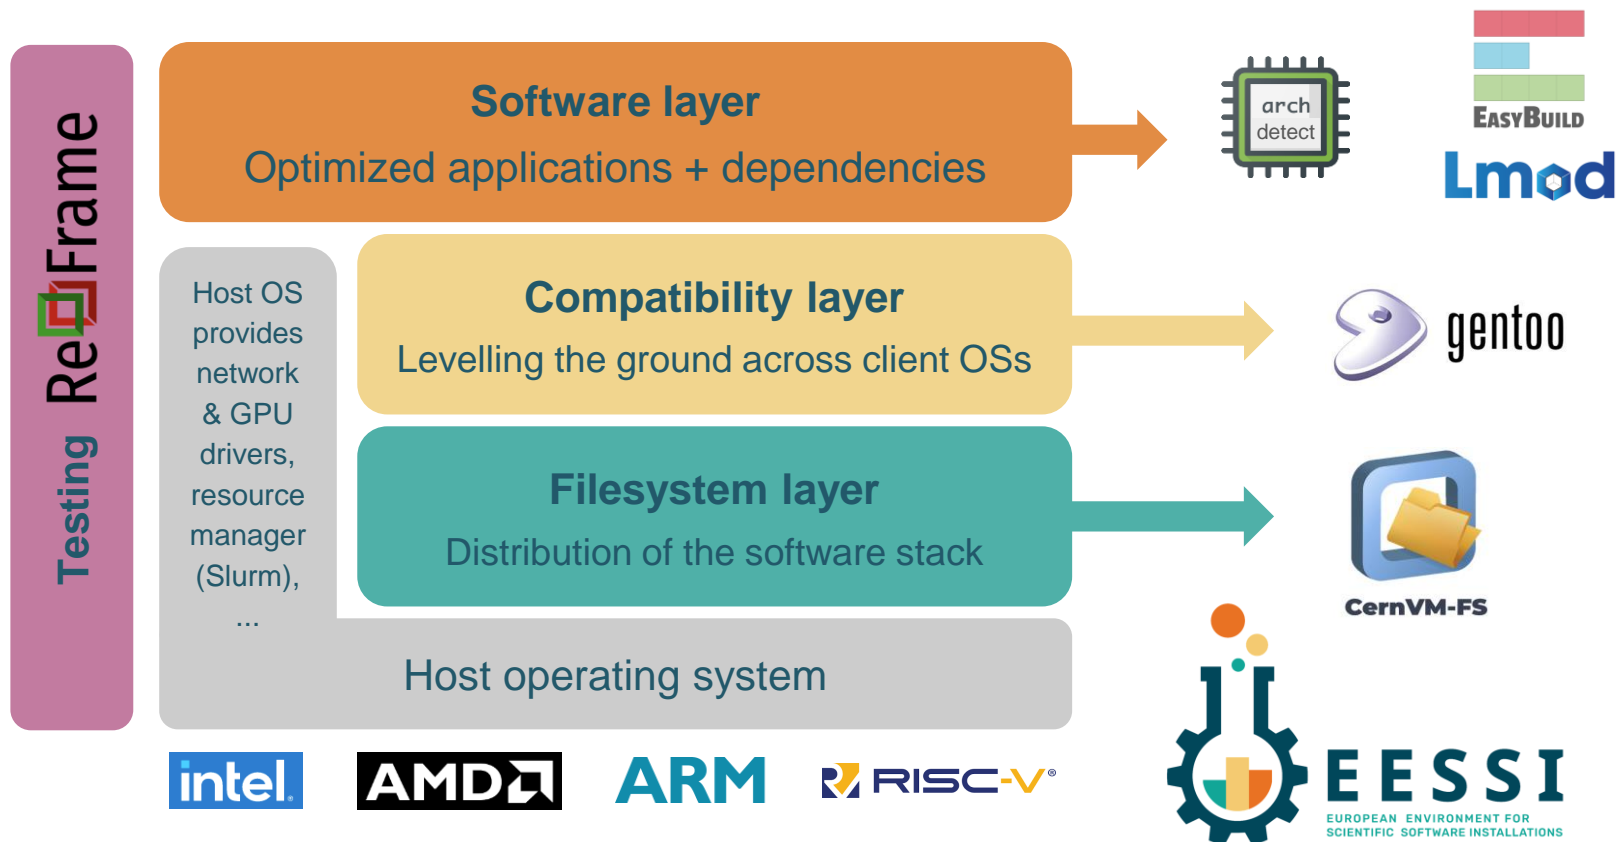 Testing ReFrame
Software layer
Optimized applications + dependencies
arch
detect
EASYBUILD
Lmod
Host OS
provides
network
& GPU
drivers,
resource
manager
(Slurm),
...
Compatibility layer
Levelling the ground across client OSs
gentoo
Filesystem layer
Distribution of the software stack
CernVM-FS
Host operating system
intel.
AMD
ARM
RISC-V®
EESSI
EUROPEAN ENVIRONMENT FOR
SCIENTIFIC SOFTWARE INSTALLATIONS